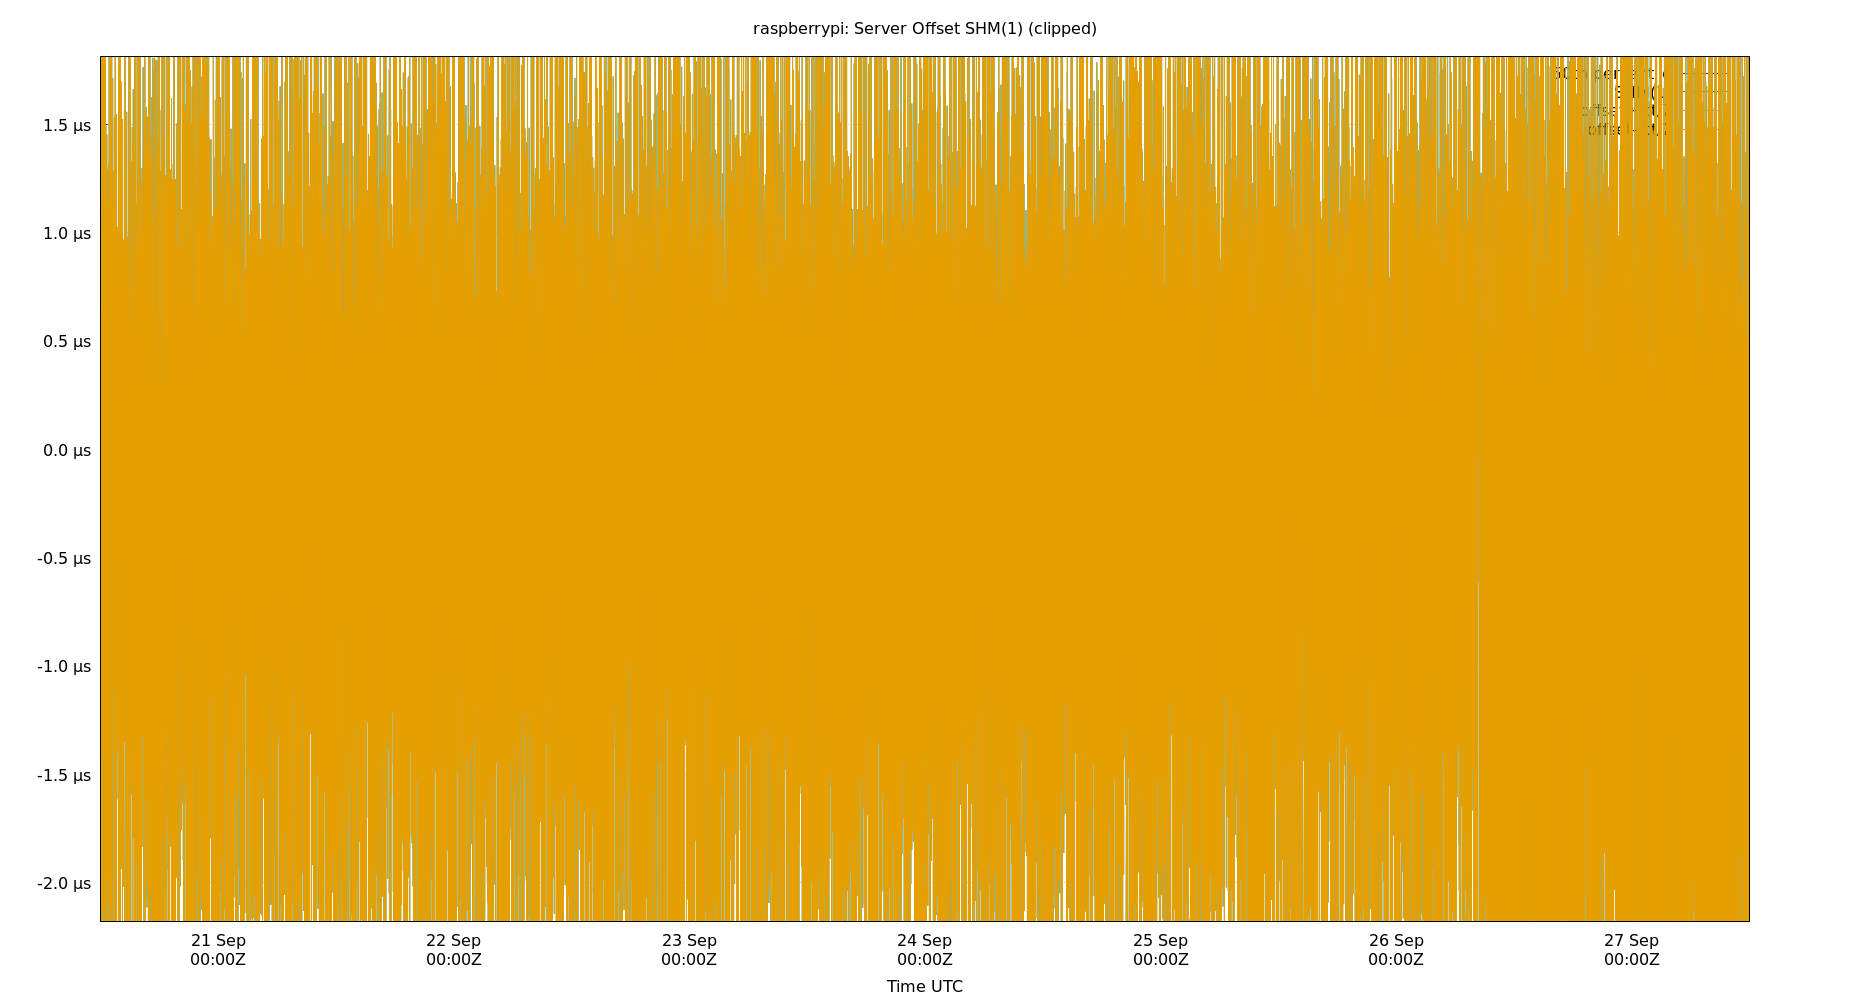 raspberrypi: Server Offset SHM(1) (clipped)
1.5 µs
1.0 µs
0.5 µs
0.0 µs
-0.5 µs
-1.0 µs
-1.5 µs
-2.0 µs
21 Sep 22 Sep 23 Sep 24 Sep 25 Sep 26 Sep 27 Sep
00:00Z 00:00Z 00:00Z 00:00Z 00:00Z 00:00Z 00:00Z
Time UTC